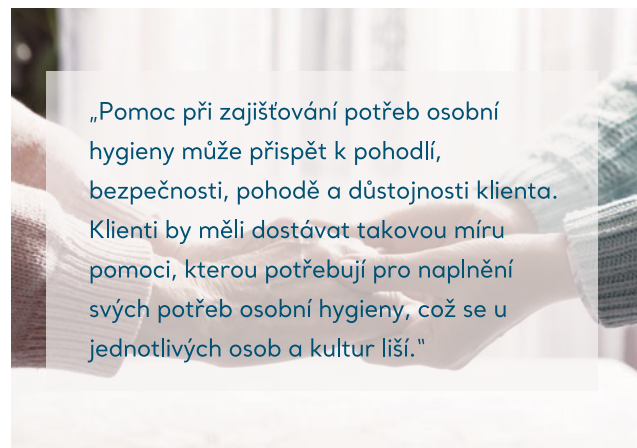 „Pomoc při zajišťování potřeb osobní
hygieny může přispět k pohodlí,
bezpečnosti, pohodě a důstojnosti klienta.
Klienti by měli dostávat takovou míru
pomoci, kterou potřebují pro naplnění
svých potřeb osobní hygieny, což se u
jednotlivých osob a kultur liší.“